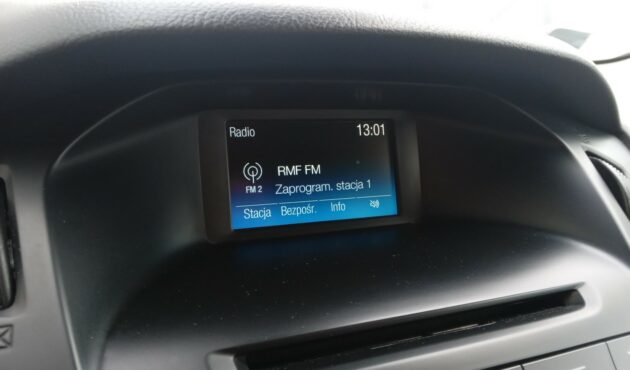 Radio 13:01
RMF FM
FM 2 Zaprogram. stacja 1
Stacja Bezpośr. Info